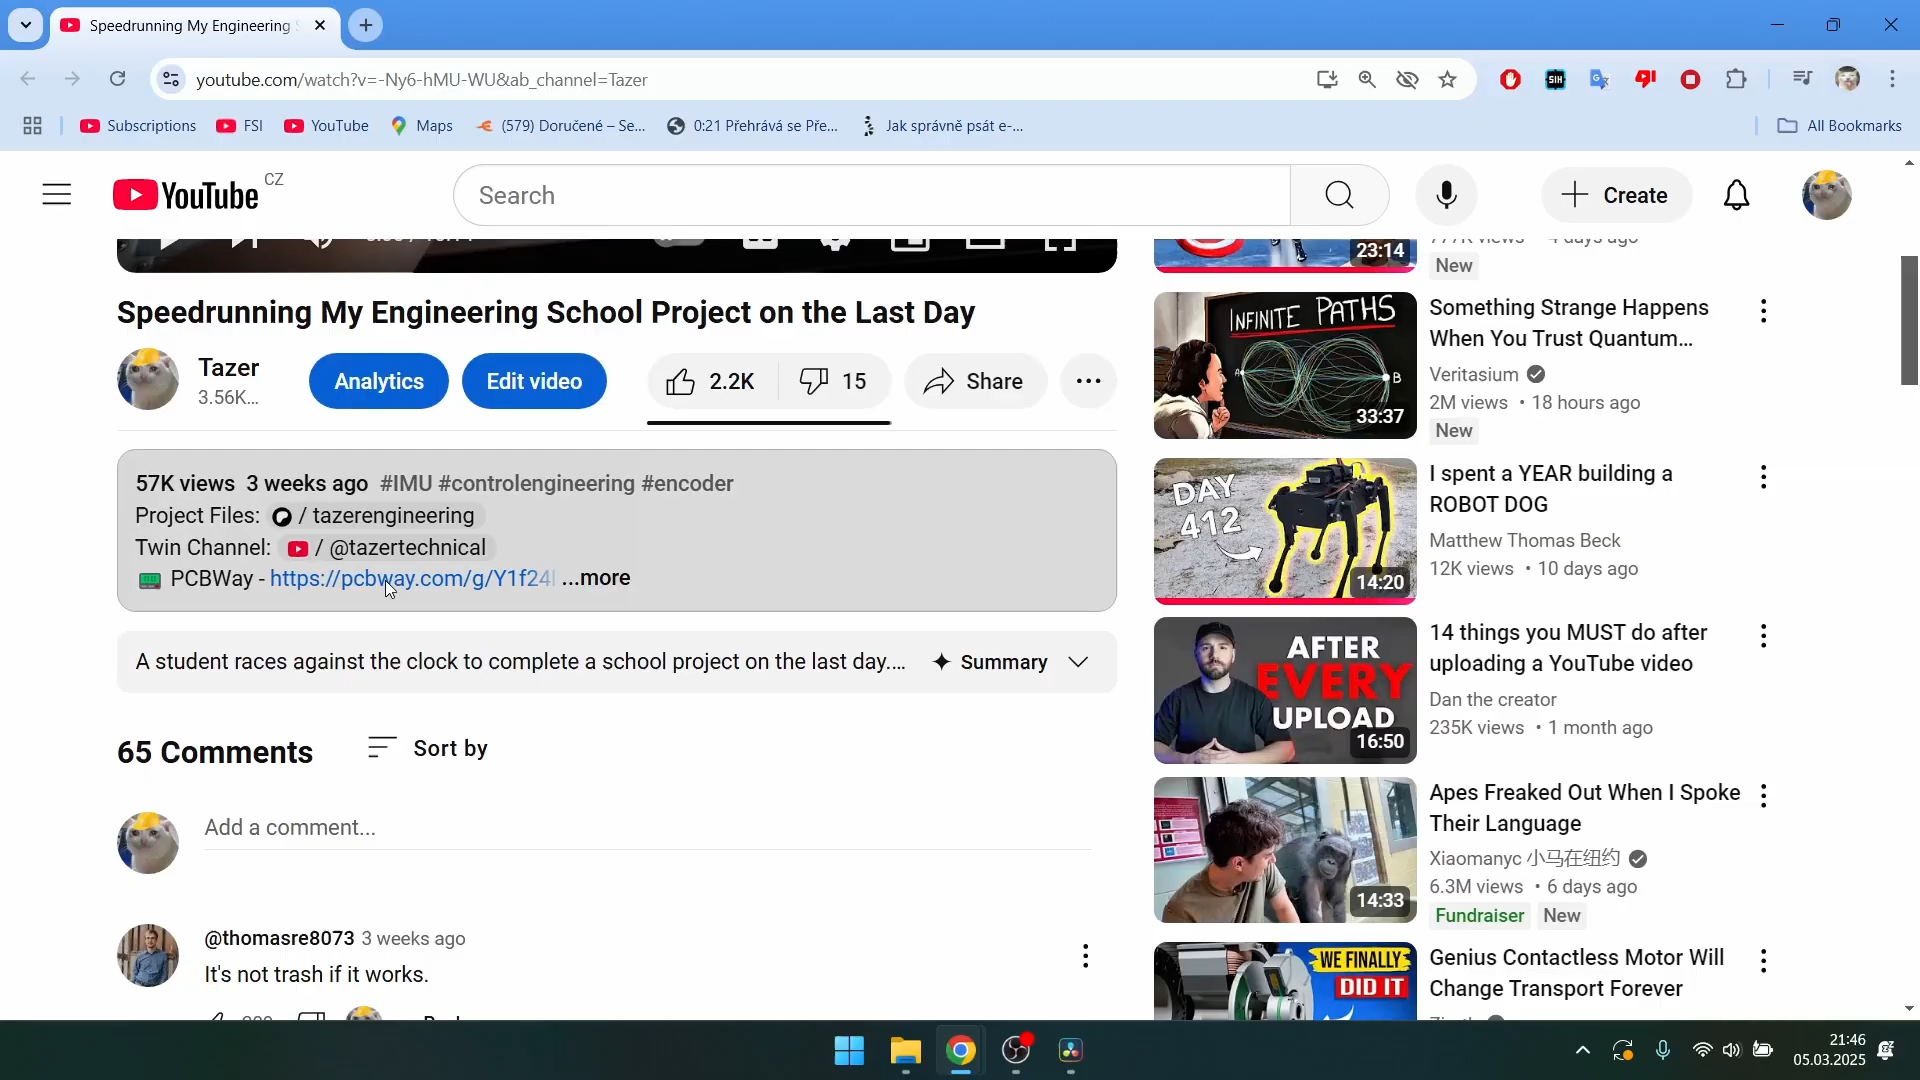 Speedrunning My Engineering
youtube.com/watch?v=-Ny6-hMU-WU&ab_channel=Tazer
Subscriptions
FSI
YouTube
Maps
(579) Doručené – Se...
0:21 Přehrává se Pře...
Jak správně psát e-...
All Bookmarks
YouTube CZ
Search
Create
23:14
New
Speedrunning My Engineering School Project on the Last Day
Tazer
3.56K...
Analytics
Edit video
2.2K
15
Share
57K views 3 weeks ago #IMU #controlengineering #encoder
Project Files: / tazerengineering
Twin Channel: / @tazertechnical
PCBWay - https://pcbway.com/g/Y1f24 ...more
A student races against the clock to complete a school project on the last day.... Summary
65 Comments
Sort by
Add a comment...
@thomasre8073 3 weeks ago
It's not trash if it works.
INFINITE PATHS
A
B
33:37
Something Strange Happens
When You Trust Quantum...
Veritasium
2M views • 18 hours ago
New
DAY
412
14:20
I spent a YEAR building a
ROBOT DOG
Matthew Thomas Beck
12K views • 10 days ago
AFTER
EVERY
UPLOAD
16:50
14 things you MUST do after
uploading a YouTube video
Dan the creator
235K views • 1 month ago
14:33
Apes Freaked Out When I Spoke
Their Language
Xiaomanyc 小马在纽约
6.3M views • 6 days ago
Fundraiser
New
WE FINALLY
DID IT
Genius Contactless Motor Will
Change Transport Forever
21:46
05.03.2025